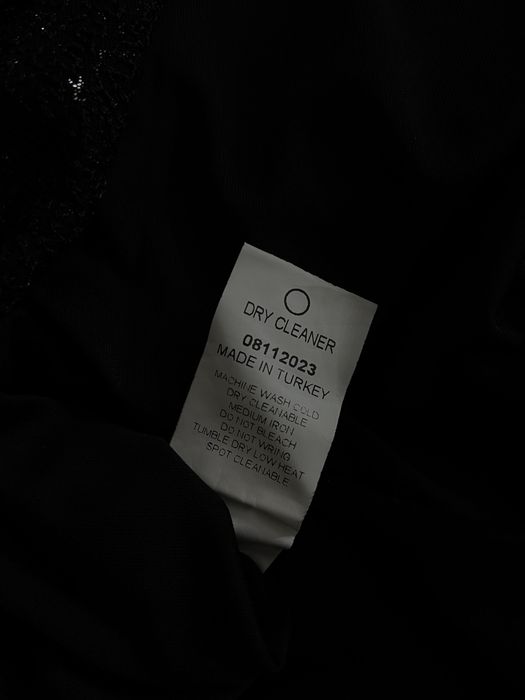 DRY CLEANER
08112023
MADE IN TURKEY
MACHINE WASH COLD
DRY CLEANABLE
MEDIUM IRON
DO NOT BLEACH
DO NOT WRING
TUMBLE DRY LOW HEAT
SPOT CLEANABLE